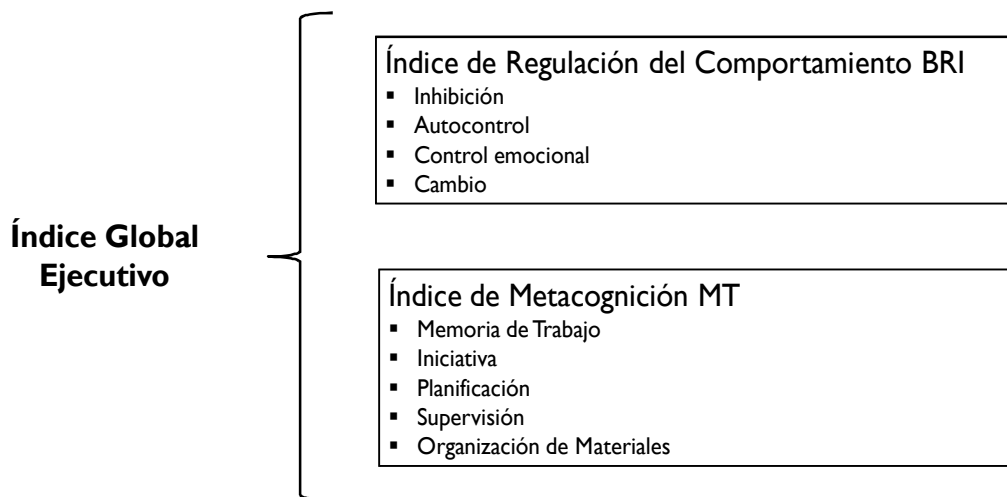 Índice Global
Ejecutivo
Índice de Regulación del Comportamiento BRI
▪ Inhibición
▪ Autocontrol
▪ Control emocional
▪ Cambio
Índice de Metacognición MT
▪ Memoria de Trabajo
▪ Iniciativa
▪ Planificación
▪ Supervisión
▪ Organización de Materiales